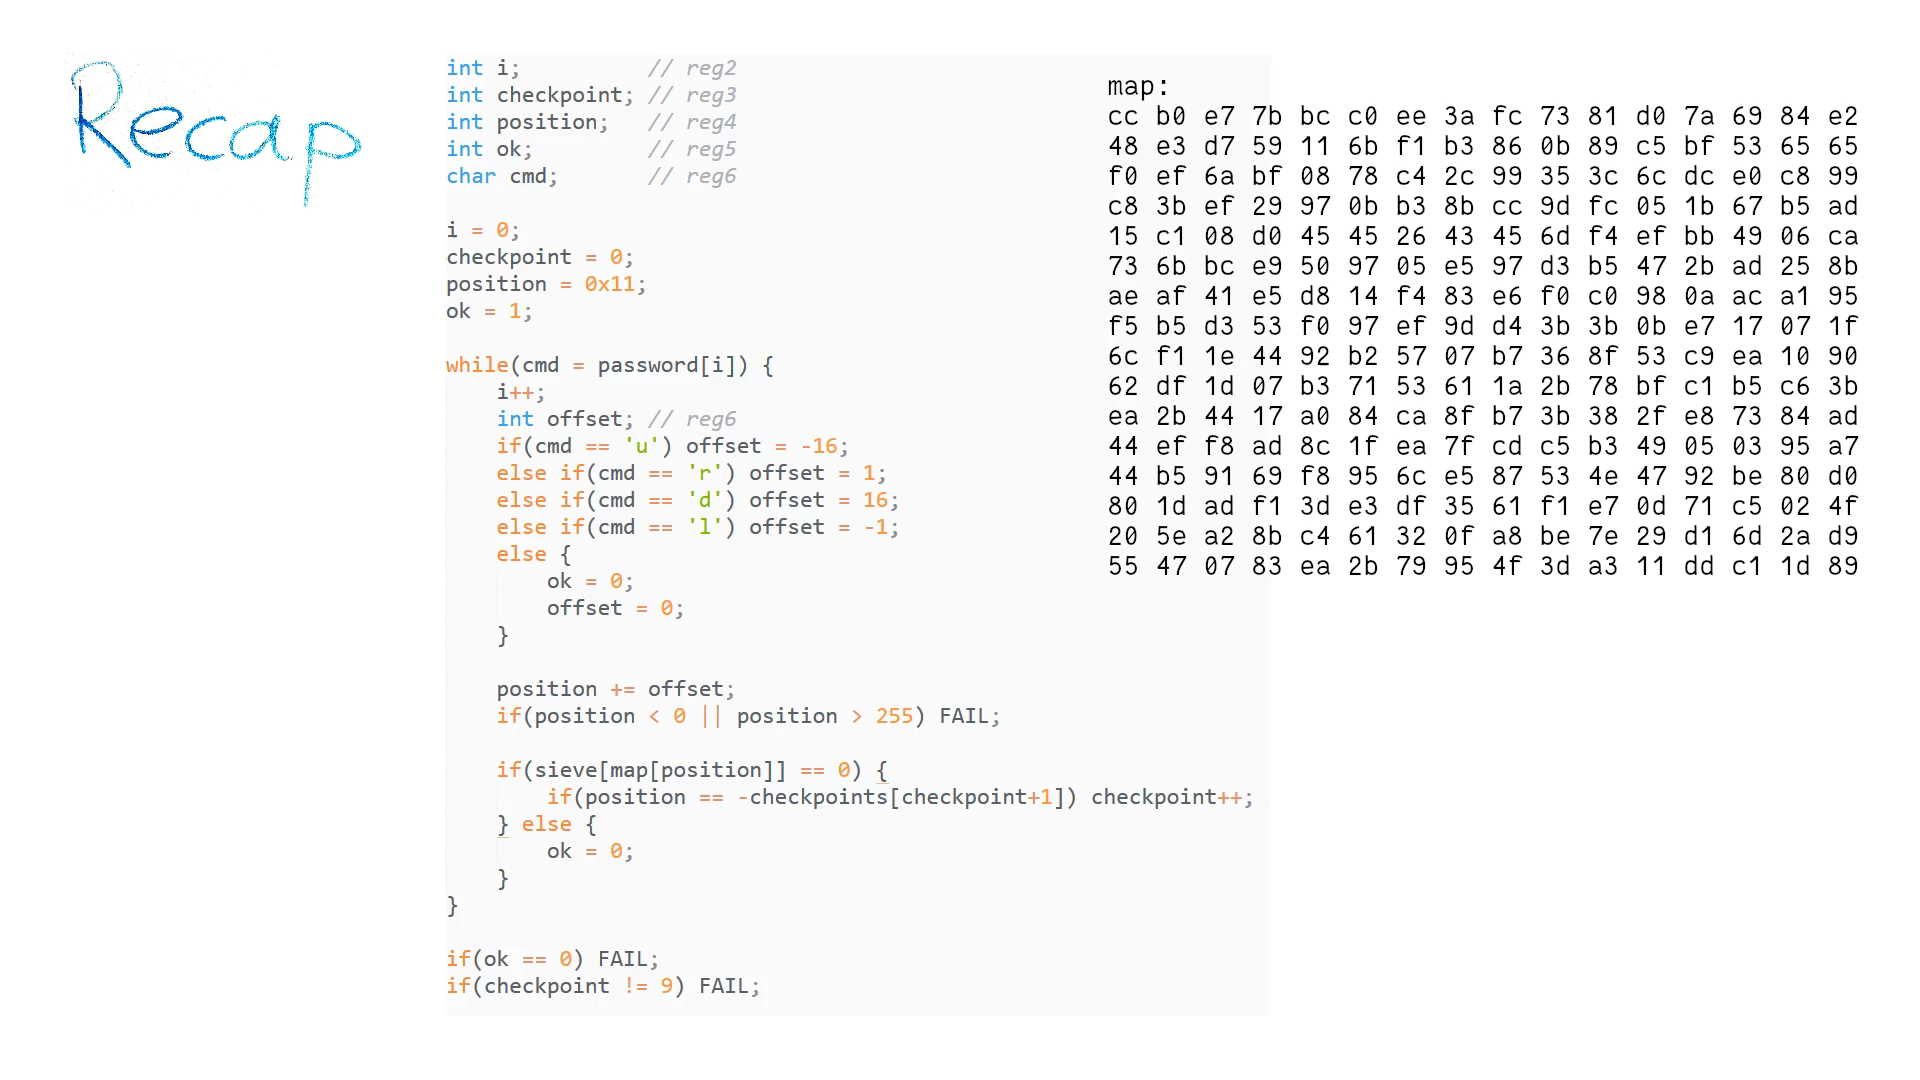 Recap
int i;          // reg2
int checkpoint; // reg3
int position;   // reg4
int ok;         // reg5
char cmd;       // reg6

i = 0;
checkpoint = 0;
position = 0x11;
ok = 1;

while(cmd = password[i]) {
    i++;
    int offset; // reg6
    if(cmd == 'u') offset = -16;
    else if(cmd == 'r') offset = 1;
    else if(cmd == 'd') offset = 16;
    else if(cmd == 'l') offset = -1;
    else {
        ok = 0;
        offset = 0;
    }

    position += offset;
    if(position < 0 || position > 255) FAIL;

    if(sieve[map[position]] == 0) {
        if(position == -checkpoints[checkpoint+1]) checkpoint++;
    } else {
        ok = 0;
    }
}

if(ok == 0) FAIL;
if(checkpoint != 9) FAIL;
map:
cc b0 e7 7b bc c0 ee 3a fc 73 81 d0 7a 69 84 e2
48 e3 d7 59 11 6b f1 b3 86 0b 89 c5 bf 53 65 65
f0 ef 6a bf 08 78 c4 2c 99 35 3c 6c dc e0 c8 99
c8 3b ef 29 97 0b b3 8b cc 9d fc 05 1b 67 b5 ad
15 c1 08 d0 45 45 26 43 45 6d f4 ef bb 49 06 ca
73 6b bc e9 50 97 05 e5 97 d3 b5 47 2b ad 25 8b
ae af 41 e5 d8 14 f4 83 e6 f0 c0 98 0a ac a1 95
f5 b5 d3 53 f0 97 ef 9d d4 3b 3b 0b e7 17 07 1f
6c f1 1e 44 92 b2 57 07 b7 36 8f 53 c9 ea 10 90
62 df 1d 07 b3 71 53 61 1a 2b 78 bf c1 b5 c6 3b
ea 2b 44 17 a0 84 ca 8f b7 3b 38 2f e8 73 84 ad
44 ef f8 ad 8c 1f ea 7f cd c5 b3 49 05 03 95 a7
44 b5 91 69 f8 95 6c e5 87 53 4e 47 92 be 80 d0
80 1d ad f1 3d e3 df 35 61 f1 e7 0d 71 c5 02 4f
20 5e a2 8b c4 61 32 0f a8 be 7e 29 d1 6d 2a d9
55 47 07 83 ea 2b 79 95 4f 3d a3 11 dd c1 1d 89